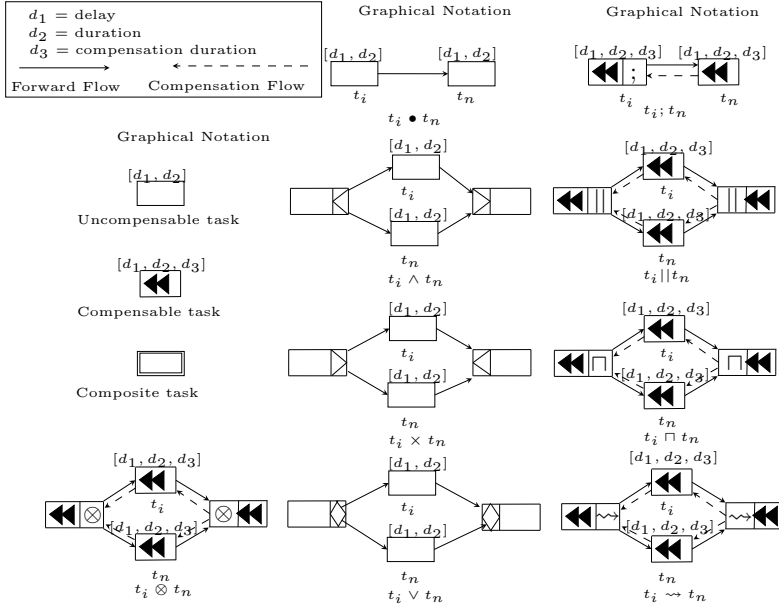 d1 = delay
d2 = duration
d3 = compensation duration
Forward Flow Compensation Flow
Graphical Notation
[d1, d2] [d1, d2]
ti tn
ti • tn
Graphical Notation
[d1, d2, d3] [d1, d2, d3]
;
ti tn
ti; tn
Graphical Notation
[d1, d2]
Uncompensable task
[d1, d2, d3]
Compensable task
Composite task
[d1, d2]
ti
[d1, d2]
tn
ti ∧ tn
[d1, d2, d3]
ti
|| ||
[d1, d2, d3]
tn
ti||tn
[d1, d2]
ti
[d1, d2]
tn
ti × tn
[d1, d2, d3]
ti
⊓ ⊓
[d1, d2, d3]
tn
ti ⊓ tn
[d1, d2, d3]
ti
⊗ ⊗
[d1, d2, d3]
tn
ti ⊗ tn
[d1, d2]
ti
[d1, d2]
tn
ti ∨ tn
[d1, d2, d3]
ti
⇝ ⇝
[d1, d2, d3]
tn
ti ⇝ tn